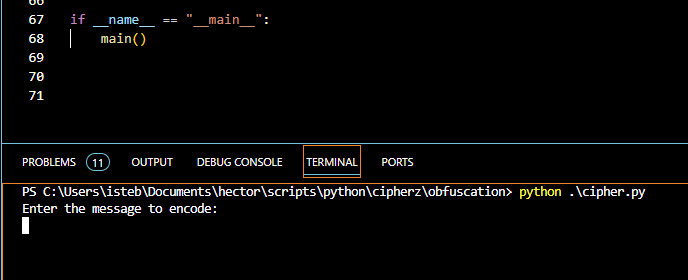 66
67 if __name__ == "__main__":
68 main()
69
70
71
PROBLEMS 11 OUTPUT DEBUG CONSOLE TERMINAL PORTS
PS C:\Users\isteb\Documents\hector\scripts\python\cipherz\obfuscation> python .\cipher.py
Enter the message to encode: